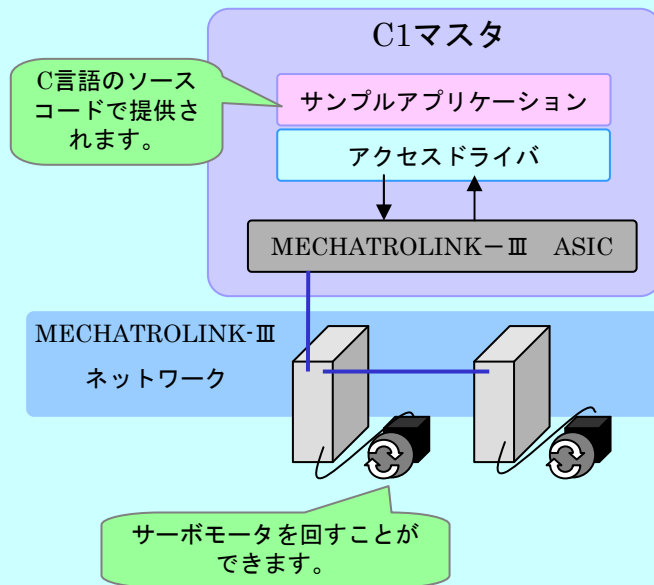 C1マスタ
C言語のソース
コードで提供さ
れます。
サンプルアプリケーション
アクセスドライバ
MECHATROLINK－Ⅲ　ASIC
MECHATROLINK-Ⅲ
ネットワーク
サーボモータを回すことが
できます。